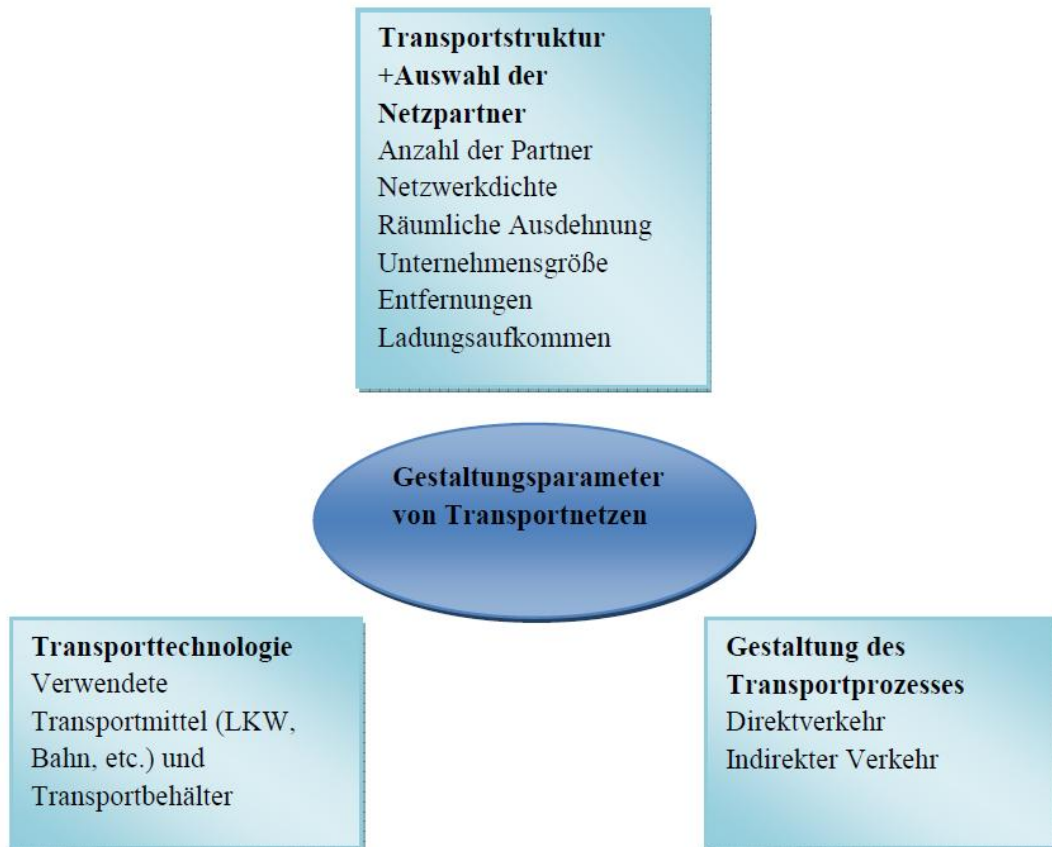 Transportstruktur
+Auswahl der
Netzpartner
Anzahl der Partner
Netzwerkdichte
Räumliche Ausdehnung
Unternehmensgröße
Entfernungen
Ladungsaufkommen
Gestaltungsparameter
von Transportnetzen
Transporttechnologie
Verwendete
Transportmittel (LKW,
Bahn, etc.) und
Transportbehälter
Gestaltung des
Transportprozesses
Direktverkehr
Indirekter Verkehr